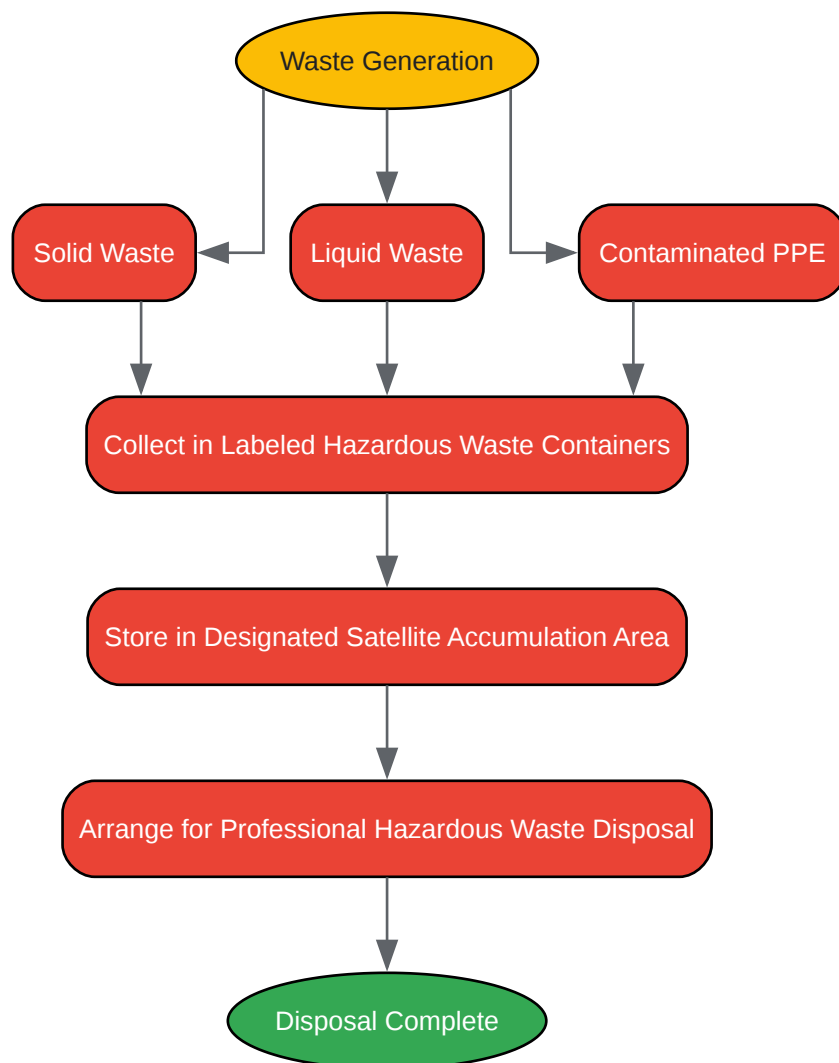 Waste Generation
Solid Waste
Liquid Waste
Contaminated PPE
Collect in Labeled Hazardous Waste Containers
Store in Designated Satellite Accumulation Area
Arrange for Professional Hazardous Waste Disposal
Disposal Complete